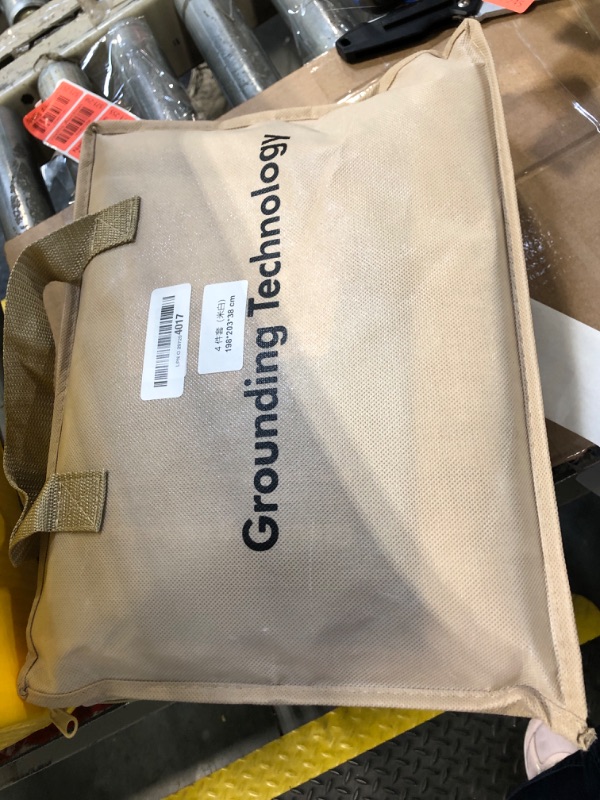 Grounding Technology
4 件套（米白）
198*203*38 cm
4017